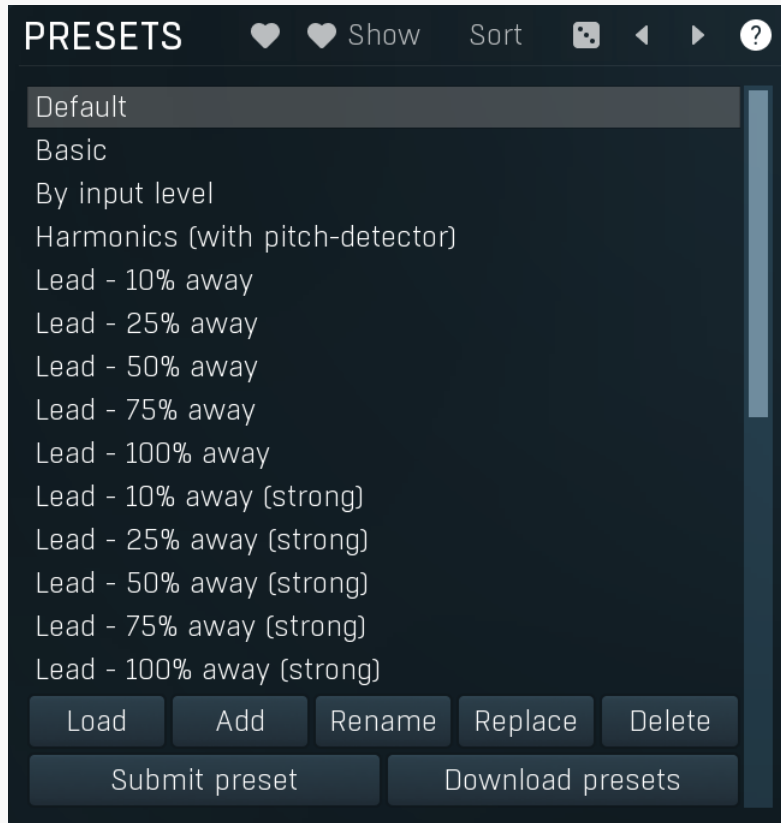 PRESETS Show Sort ?
Default
Basic
By input level
Harmonics (with pitch-detector)
Lead - 10% away
Lead - 25% away
Lead - 50% away
Lead - 75% away
Lead - 100% away
Lead - 10% away (strong)
Lead - 25% away (strong)
Lead - 50% away (strong)
Lead - 75% away (strong)
Lead - 100% away (strong)
Load Add Rename Replace Delete
Submit preset Download presets